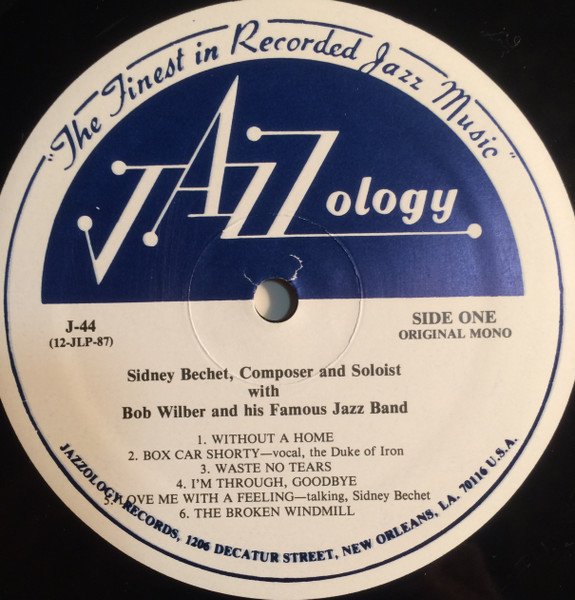 "The Finest in Recorded Jazz Music"
JAZZology
J-44
(12-JLP-87)
SIDE ONE
ORIGINAL MONO
Sidney Bechet, Composer and Soloist
with
Bob Wilber and his Famous Jazz Band
1. WITHOUT A HOME
2. BOX CAR SHORTY—vocal, the Duke of Iron
3. WASTE NO TEARS
4. I'M THROUGH, GOODBYE
5. LOVE ME WITH A FEELING—talking, Sidney Bechet
6. THE BROKEN WINDMILL
JAZZOLOGY RECORDS, 1206 DECATUR STREET, NEW ORLEANS, LA. 70116 U.S.A.